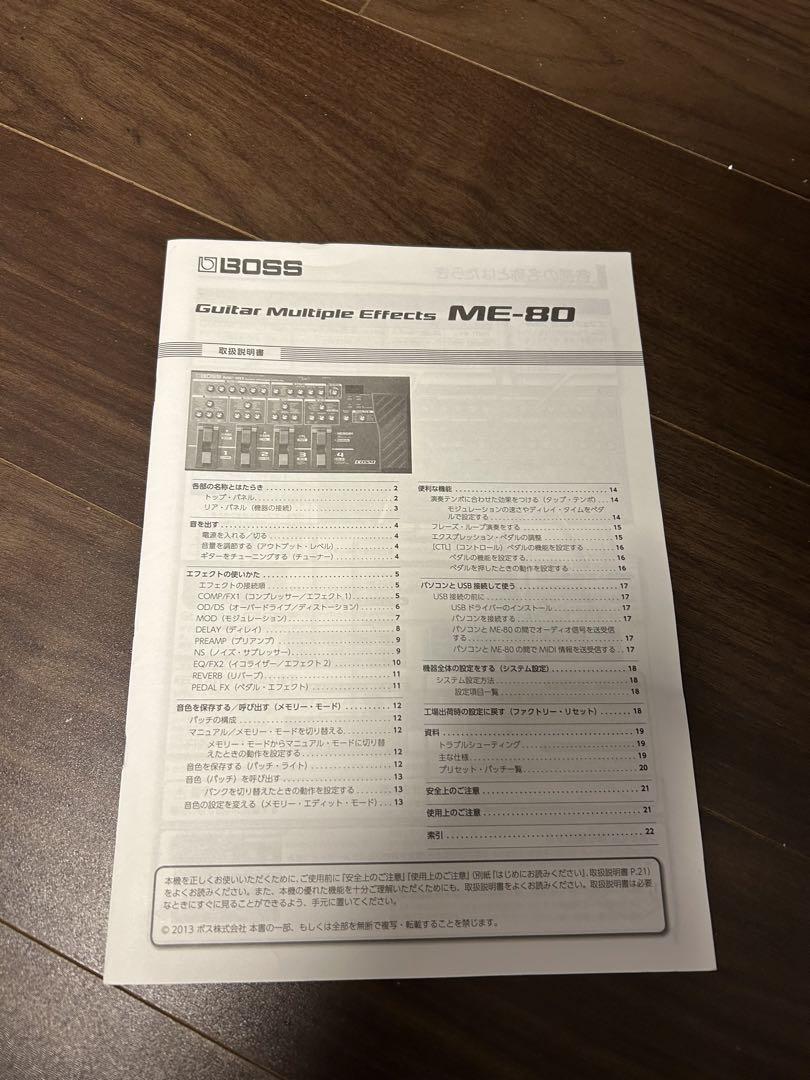 BOSS
Guitar Multiple Effects ME-80
取扱説明書
各部の名称とはたらき 2
トップ・パネル 2
リア・パネル（機器の接続） 3
音を出す 4
電源を入れる／切る 4
音量を調節する（アウトプット・レベル） 4
ギターをチューニングする（チューナー） 4
エフェクトの使いかた 5
エフェクトの接続順 5
COMP/FX1（コンプレッサー／エフェクト 1） 5
OD/DS（オーバードライブ／ディストーション） 6
MOD（モジュレーション） 7
DELAY（ディレイ） 8
PREAMP（プリアンプ） 9
NS（ノイズ・サプレッサー） 9
EQ/FX2（イコライザー／エフェクト 2） 10
REVERB（リバーブ） 11
PEDAL FX（ペダル・エフェクト） 11
音色を保存する／呼び出す（メモリー・モード） 12
パッチの構成 12
マニュアル／メモリー・モードを切り替える 12
メモリー・モードからマニュアル・モードに切り替
えたときの動作を設定する 12
音色を保存する（パッチ・ライト） 12
音色（パッチ）を呼び出す 13
バンクを切り替えたときの動作を設定する 13
音色の設定を変える（メモリー・エディット・モード） 13
便利な機能 14
演奏テンポに合わせた効果をつける（タップ・テンポ） 14
モジュレーションの速さやディレイ・タイムをペダ
ルで設定する 14
フレーズ・ループ演奏をする 15
エクスプレッション・ペダルの調整 15
［CTL］（コントロール）ペダルの機能を設定する 16
ペダルの機能を設定する 16
ペダルを押したときの動作を設定する 16
パソコンと USB 接続して使う 17
USB 接続の前に 17
USB ドライバーのインストール 17
パソコンを接続する 17
パソコンと ME-80 の間でオーディオ信号を送受信
する 17
パソコンと ME-80 の間で MIDI 情報を送受信する 17
機器全体の設定をする（システム設定） 18
システム設定方法 18
設定項目一覧 18
工場出荷時の設定に戻す（ファクトリー・リセット） 18
資料 19
トラブルシューティング 19
主な仕様 19
プリセット・パッチ一覧 20
安全上のご注意 21
使用上のご注意 21
索引 22
本機を正しくお使いいただくために、ご使用前に『安全上のご注意』『使用上のご注意』（別紙『はじめにお読みください』、取扱説明書 P.21）
をよくお読みください。また、本機の優れた機能を十分ご理解いただくためにも、取扱説明書をよくお読みください。取扱説明書は必要
なときにすぐに見ることができるよう、手元に置いてください。
© 2013 ボス株式会社 本書の一部、もしくは全部を無断で複写・転載することを禁じます。